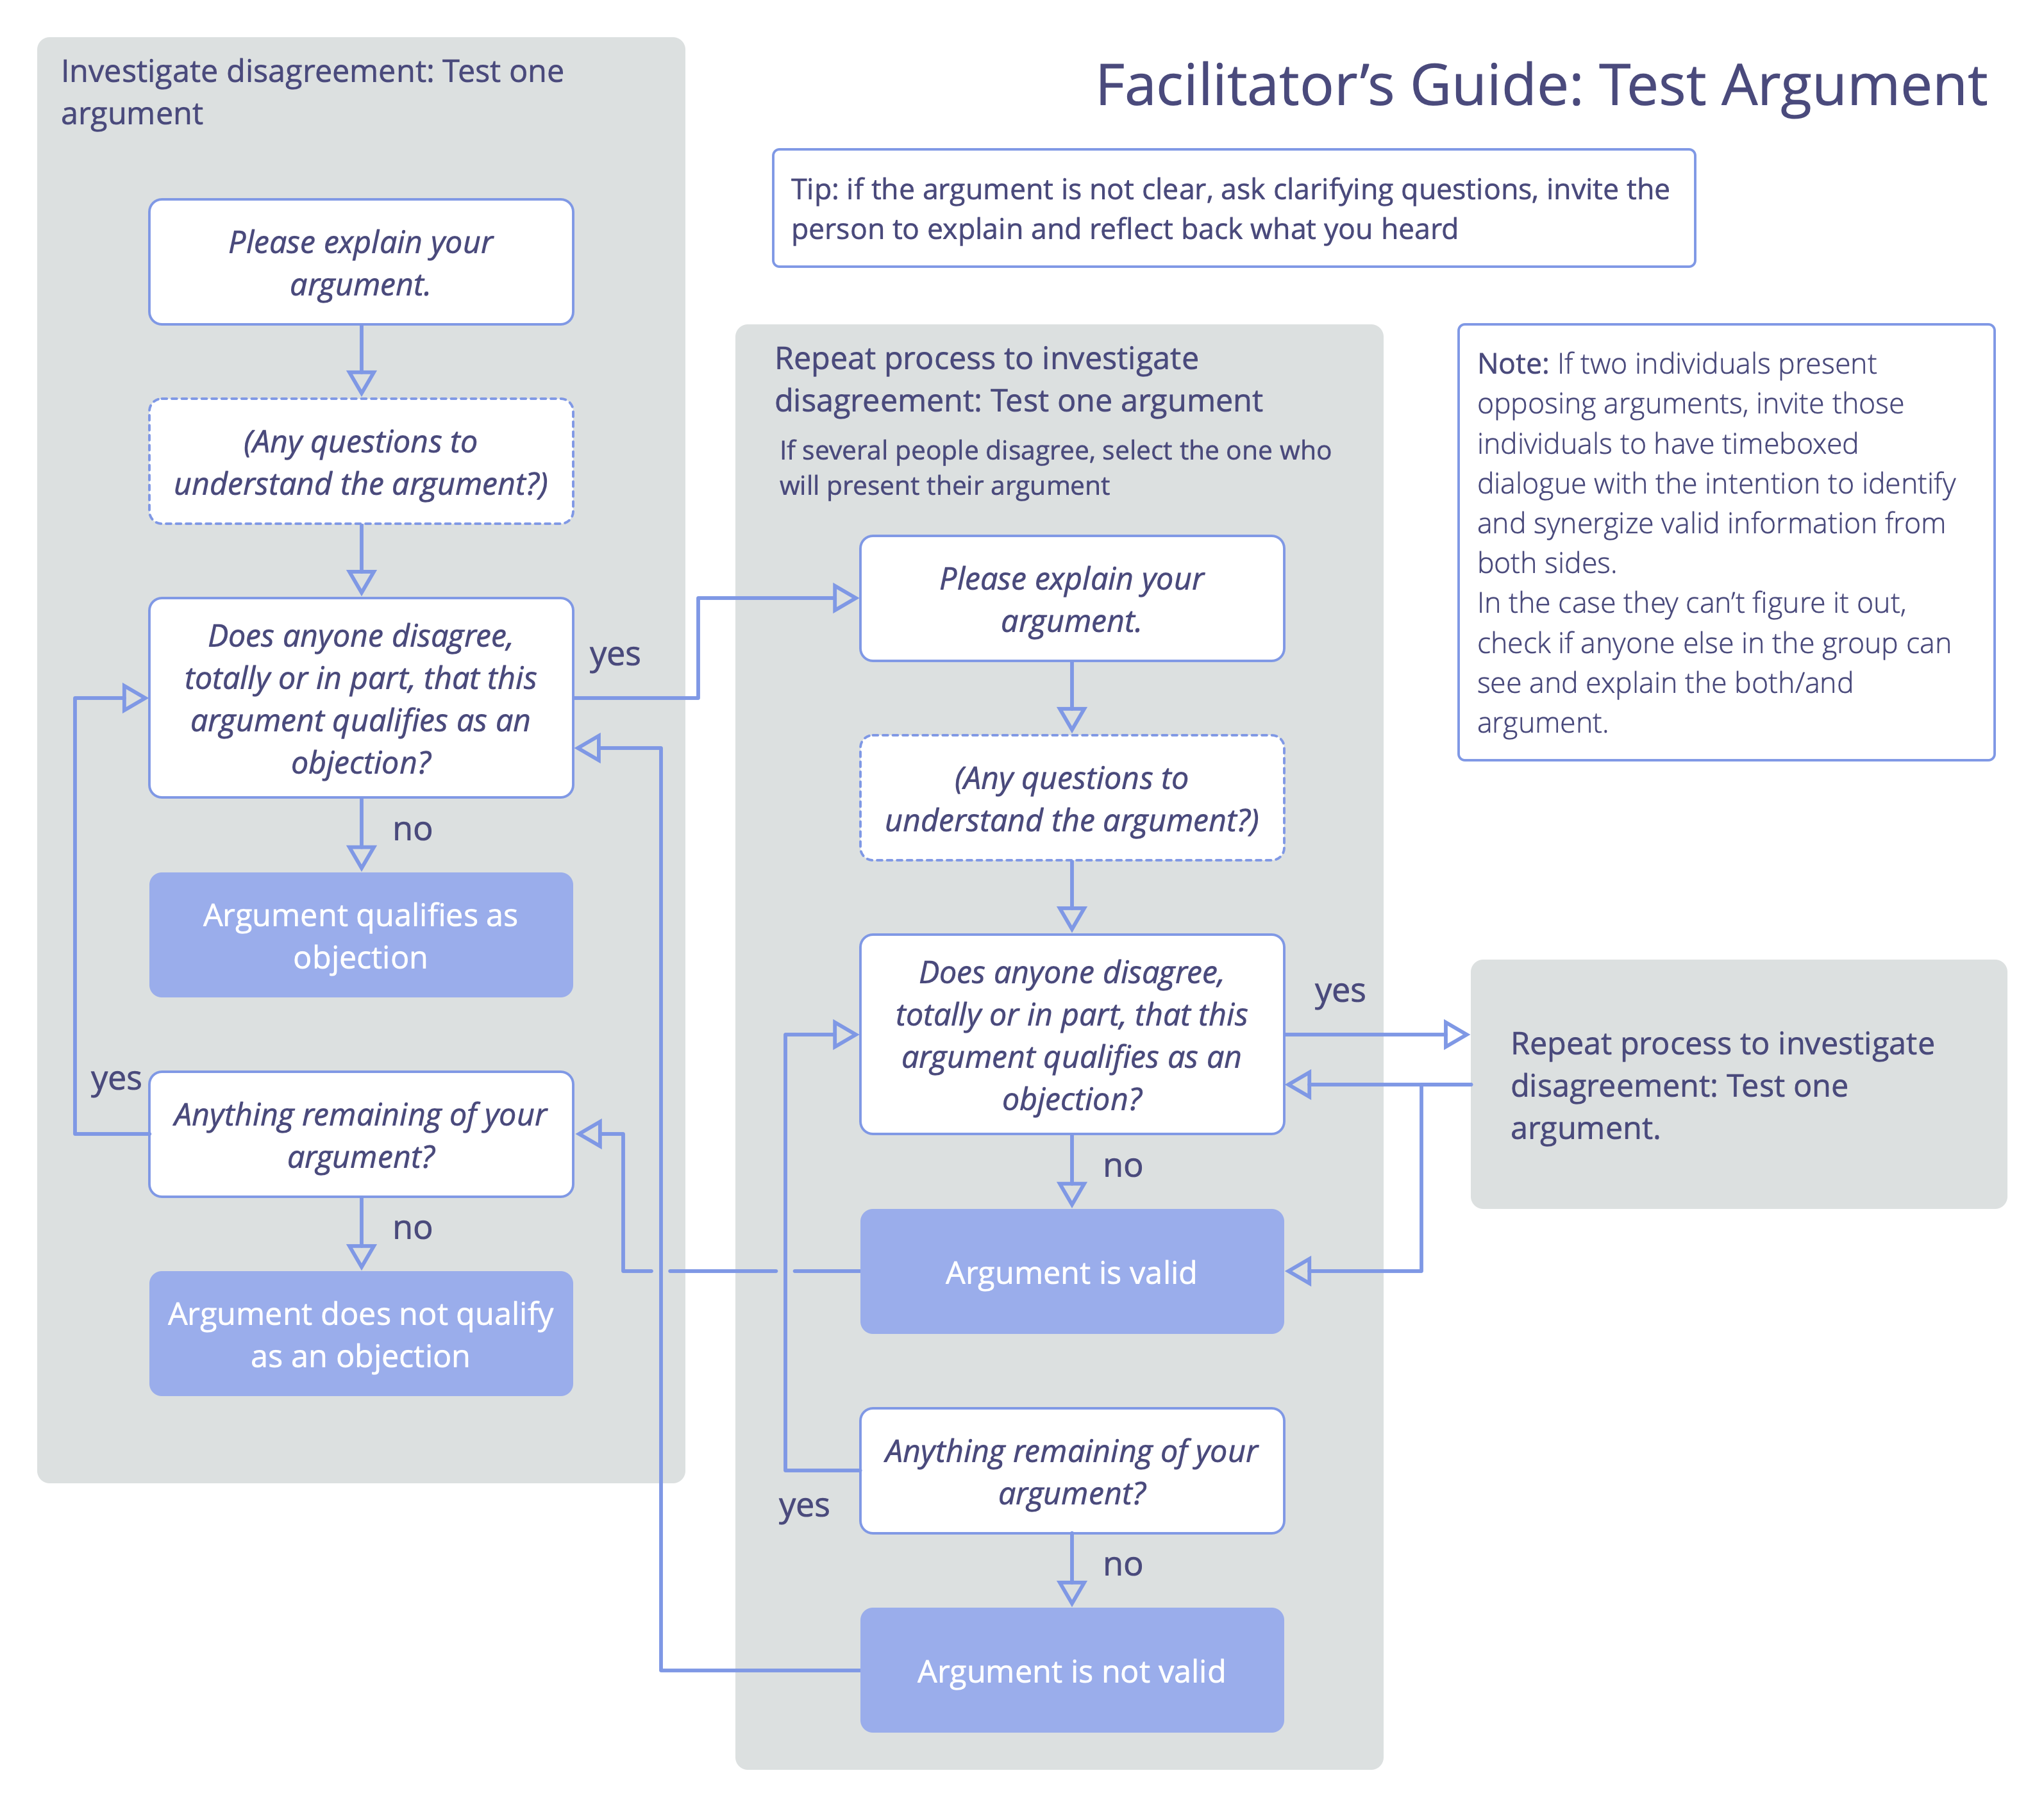 Facilitator’s Guide: Test Argument
Tip: if the argument is not clear, ask clarifying questions, invite the
person to explain and reflect back what you heard
Investigate disagreement: Test one
argument
Please explain your
argument.
(Any questions to
understand the argument?)
Does anyone disagree,
totally or in part, that this
argument qualifies as an
objection?
yes
no
Argument qualifies as
objection
yes
Anything remaining of your
argument?
no
Argument does not qualify
as an objection
Repeat process to investigate
disagreement: Test one argument
If several people disagree, select the one who
will present their argument
Please explain your
argument.
(Any questions to
understand the argument?)
Does anyone disagree,
totally or in part, that this
argument qualifies as an
objection?
yes
no
Argument is valid
Anything remaining of your
argument?
yes
no
Argument is not valid
Note: If two individuals present
opposing arguments, invite those
individuals to have timeboxed
dialogue with the intention to identify
and synergize valid information from
both sides.
In the case they can’t figure it out,
check if anyone else in the group can
see and explain the both/and
argument.
Repeat process to investigate
disagreement: Test one
argument.